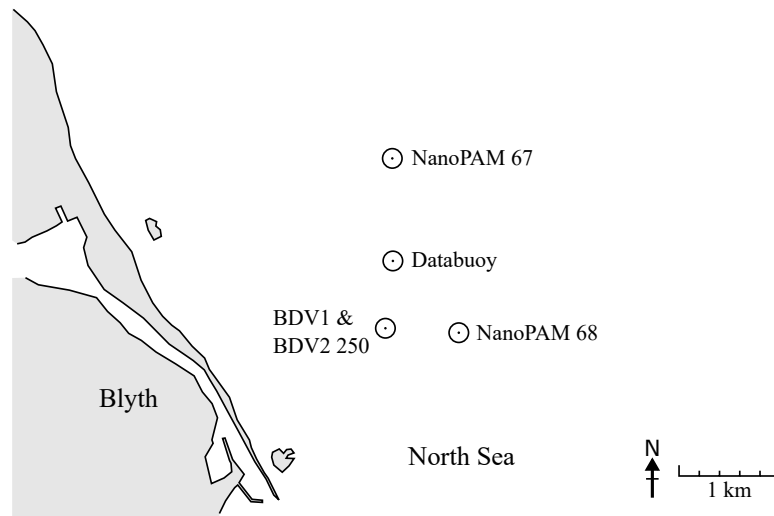 NanoPAM 67
Databuoy
BDV1 &
BDV2 250
NanoPAM 68
Blyth
North Sea
N
1 km